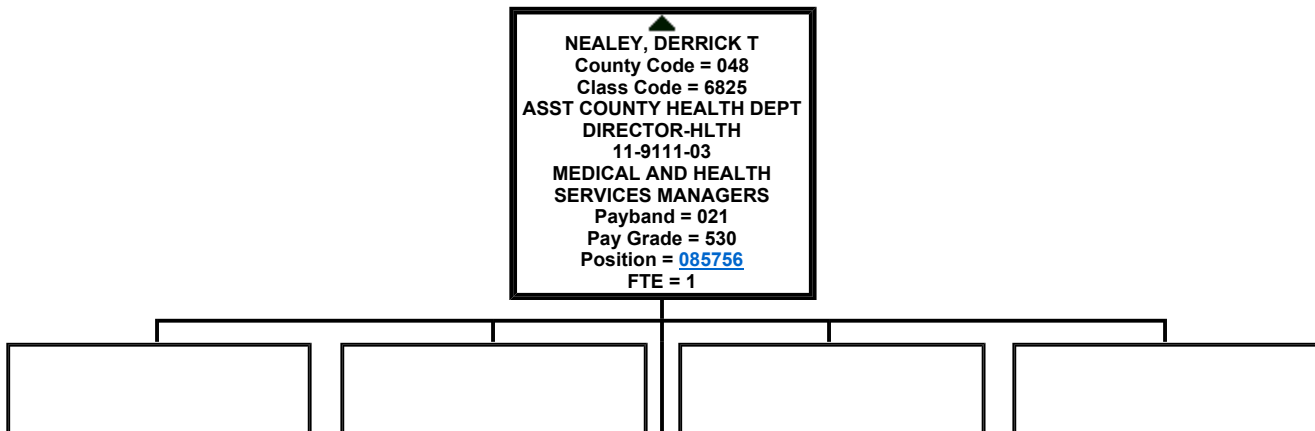 NEALEY, DERRICK T
County Code = 048
Class Code = 6825
ASST COUNTY HEALTH DEPT
DIRECTOR-HLTH
11-9111-03
MEDICAL AND HEALTH
SERVICES MANAGERS
Payband = 021
Pay Grade = 530
Position = 085756
FTE = 1